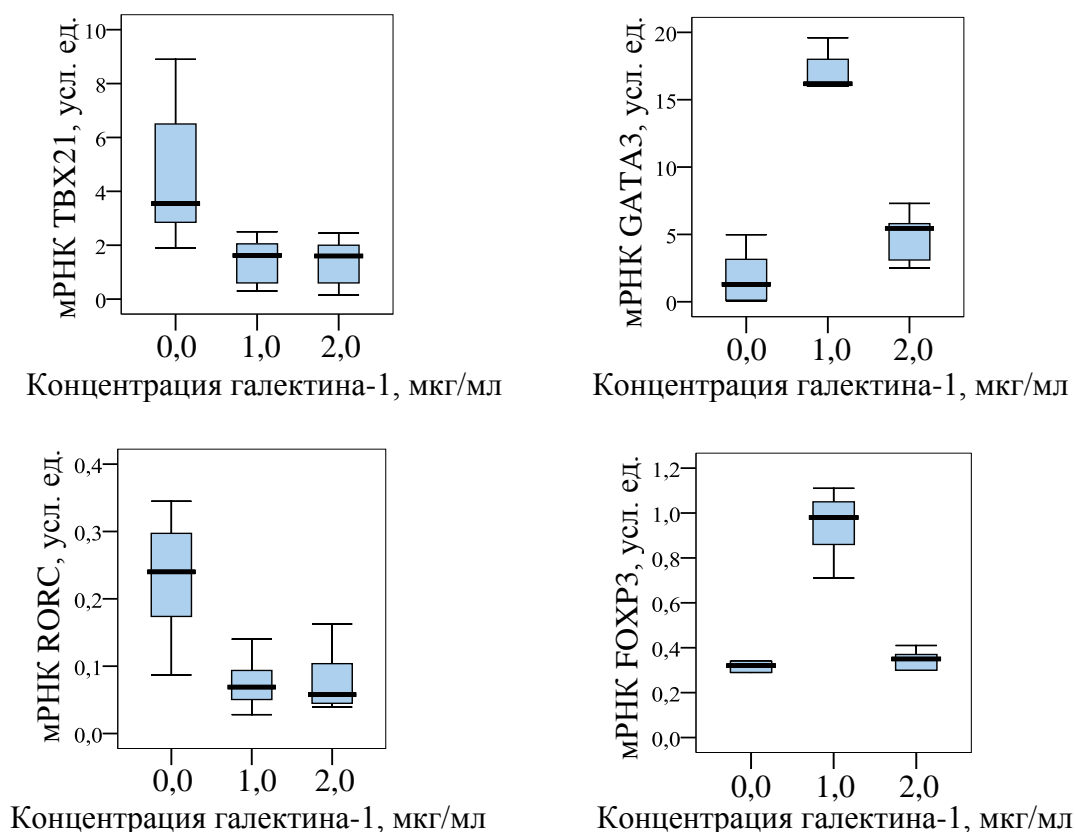 мРНК TBX21, усл. ед.
10
8
6
4
2
0
0,0 1,0 2,0
Концентрация галектина-1, мкг/мл
мРНК GATA3, усл. ед.
20
15
10
5
0
0,0 1,0 2,0
Концентрация галектина-1, мкг/мл
мРНК RORC, усл. ед.
0,4
0,3
0,2
0,1
0,0
0,0 1,0 2,0
Концентрация галектина-1, мкг/мл
мРНК FOXP3, усл. ед.
1,2
1,0
0,8
0,6
0,4
0,2
0,0
0,0 1,0 2,0
Концентрация галектина-1, мкг/мл